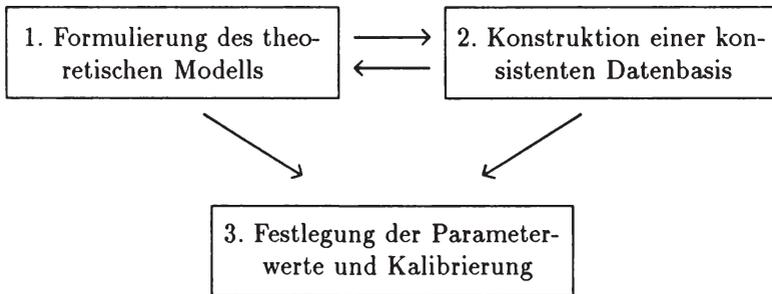 1. Formulierung des theo-
retischen Modells
2. Konstruktion einer kon-
sistenten Datenbasis
3. Festlegung der Parameter-
werte und Kalibrierung